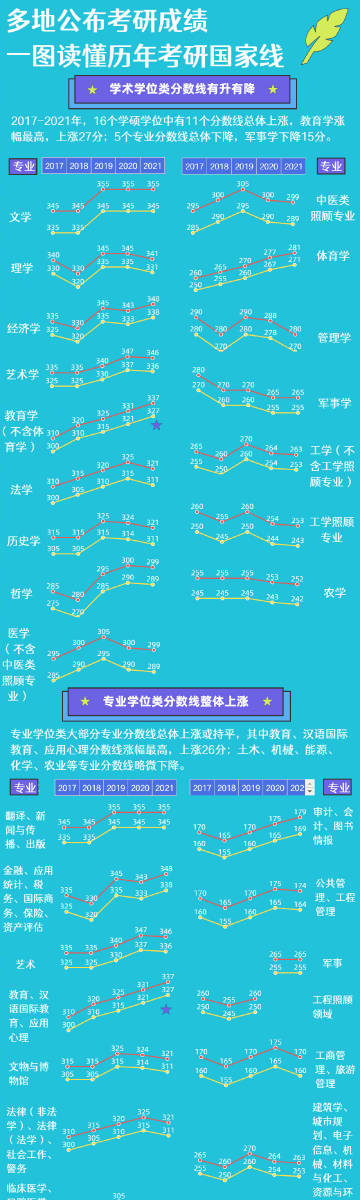 多地公布考研成绩
一图读懂历年考研国家线
学术学位类分数线有升有降
2017-2021年，16个学硕学位中有11个分数线总体上涨，教育学涨
幅最高，上涨27分；5个专业分数线总体下降，军事学下降15分。
专业 2017 2018 2019 2020 2021
2017 2018 2019 2020 2021 专业
文学
345 345 355 355 355
335 335 345 345 345
中医类
照顾专业
295 300 305 300 299
285 290 295 290 289
理学
340 330 345 345 341
330 320 335 335 331
体育学
260 265 270 277 281
250 255 260 267 271
经济学
335 330 345 343 348
325 320 335 333 338
管理学
290 280 290 288 280
280 270 280 278 270
艺术学
335 335 340 347 346
325 325 330 337 336
军事学
280 270 270 265 265
270 260 260 255 255
教育学
（不含体
育学）
310 320 325 331 337
300 310 315 321 327
工学（不
含工学照
顾专业）
265 260 270 264 263
255 250 260 254 253
法学
310 315 320 325 321
300 305 310 315 311
工学照顾
专业
260 255 260 254 253
250 245 250 244 243
历史学
315 315 325 324 321
305 305 315 314 311
农学
255 255 255 253 252
245 245 245 243 242
哲学
285 280 295 300 299
275 270 285 290 289
医学
（不含
中医类
照顾专
业）
295 300 305 300 299
285 290 295 290 289
专业学位类分数线整体上涨
专业学位类大部分专业分数线总体上涨或持平，其中教育、汉语国际
教育、应用心理分数线涨幅最高，上涨26分；土木、机械、能源、
化学、农业等专业分数线略微下降。
专业 2017 2018 2019 2020 2021
2017 2018 2019 2020 202 专业
翻译、新
闻与传
播、出版
345 345 355 355 355
335 335 345 345 345
审计、会
计、图书
情报
170 165 170 175 179
160 155 160 165 169
金融、应用
统计、税
务、国际商
务、保险、
资产评估
335 330 345 343 348
325 320 335 333 338
公共管
理、工程
管理
170 165 170 175 174
160 155 160 165 164
艺术
335 335 340 347 346
325 325 330 337 336
军事
265 265
255 255
教育、汉
语国际教
育、应用
心理
310 320 325 331 337
300 310 315 321 327
工程照顾
领域
260 255 260
250 245 250
文物与博
物馆
315 315 325 324 321
305 305 315 314 311
工商管
理、旅游
管理
170 165 170 175 170
160 155 160 165 160
法律（非法
学）、法律
（法学）、
社会工作、
警务
310 315 320 325 321
300 305 310 315 311
建筑学、
城市规
划、电子
信息、机
械、材料
与化工、
资源与环
265 260 270 264 263
255 250 260 254 253
临床医学、
305